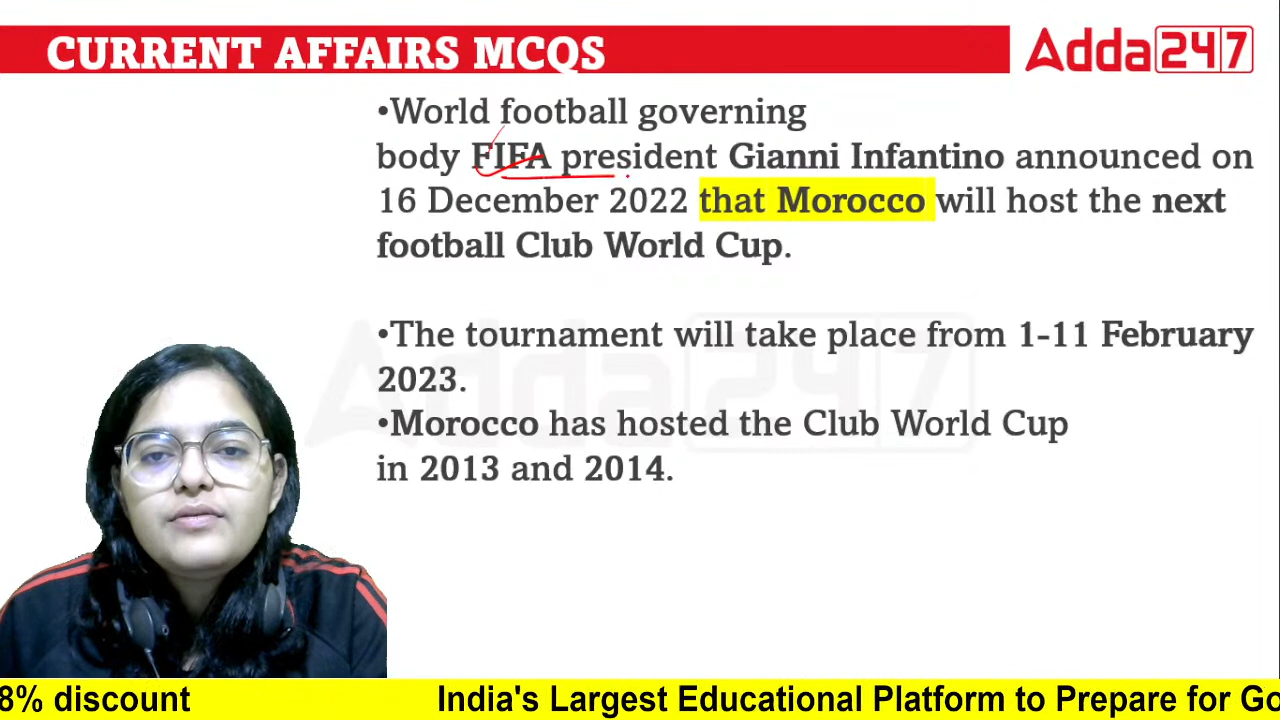 CURRENT AFFAIRS MCQS
Adda247
•World football governing
body FIFA president Gianni Infantino announced on
16 December 2022 that Morocco will host the next
football Club World Cup.
•The tournament will take place from 1-11 February
2023.
•Morocco has hosted the Club World Cup
in 2013 and 2014.
Adda247
8% discount India's Largest Educational Platform to Prepare for Go